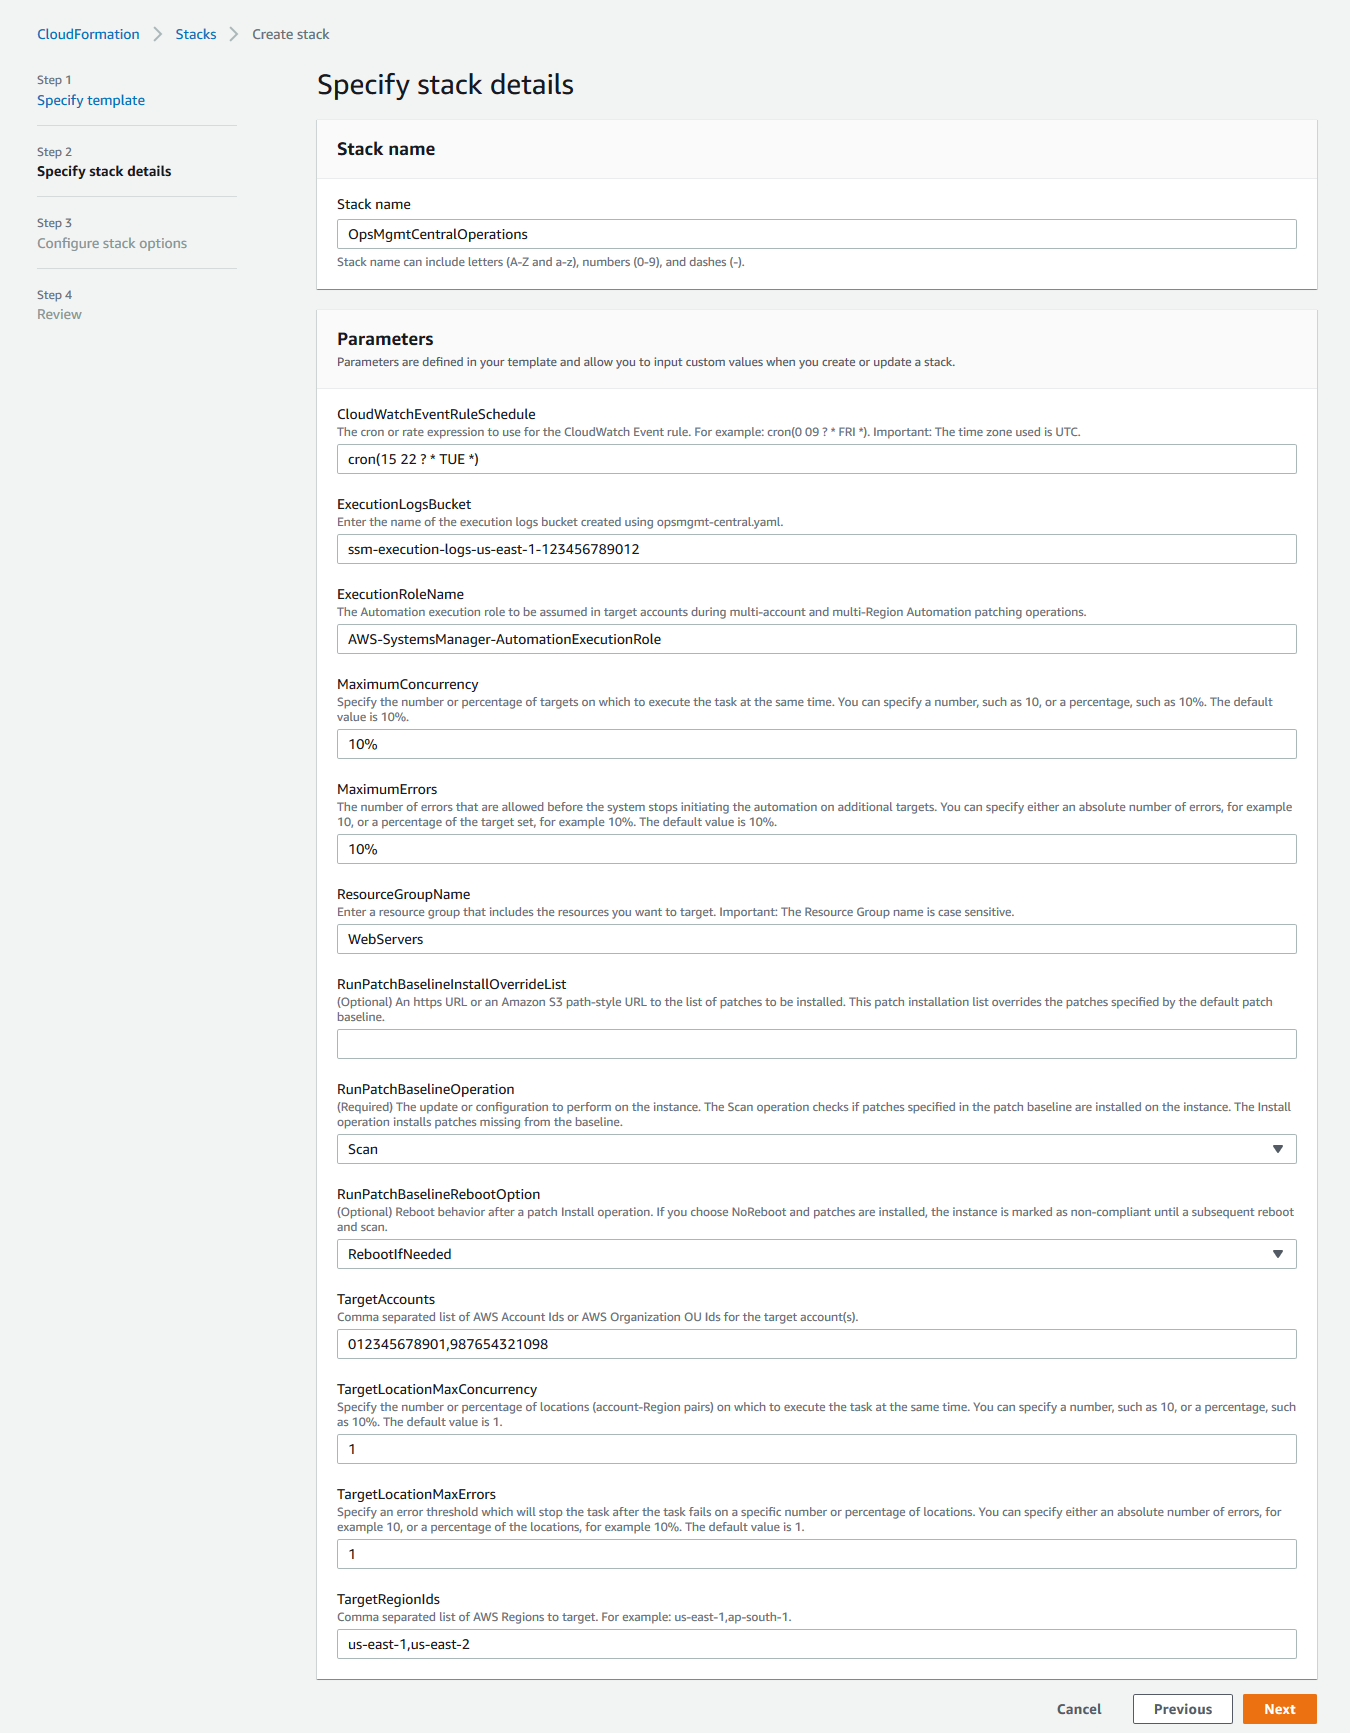 CloudFormation > Stacks > Create stack
Step 1
Specify template
Step 2
Specify stack details
Step 3
Configure stack options
Step 4
Review
Specify stack details
Stack name
Stack name
OpsMgmtCentralOperations
Stack name can include letters (A-Z and a-z), numbers (0-9), and dashes (-).
Parameters
Parameters are defined in your template and allow you to input custom values when you create or update a stack.
CloudWatchEventRuleSchedule
The cron or rate expression to use for the CloudWatch Event rule. For example: cron(0 09 ? * FRI *). Important: The time zone used is UTC.
cron(15 22 ? * TUE *)
ExecutionLogsBucket
Enter the name of the execution logs bucket created using opsmgmt-central.yaml.
ssm-execution-logs-us-east-1-123456789012
ExecutionRoleName
The Automation execution role to be assumed in target accounts during multi-account and multi-Region Automation patching operations.
AWS-SystemsManager-AutomationExecutionRole
MaximumConcurrency
Specify the number or percentage of targets on which to execute the task at the same time. You can specify a number, such as 10, or a percentage, such as 10%. The default
value is 10%.
10%
MaximumErrors
The number of errors that are allowed before the system stops initiating the automation on additional targets. You can specify either an absolute number of errors, for example
10, or a percentage of the target set, for example 10%. The default value is 10%.
10%
ResourceGroupName
Enter a resource group that includes the resources you want to target. Important: The Resource Group name is case sensitive.
WebServers
RunPatchBaselineInstallOverrideList
(Optional) An https URL or an Amazon S3 path-style URL to the list of patches to be installed. This patch installation list overrides the patches specified by the default patch
baseline.
RunPatchBaselineOperation
(Required) The update or configuration to perform on the instance. The Scan operation checks if patches specified in the patch baseline are installed on the instance. The Install
operation installs patches missing from the baseline.
Scan
RunPatchBaselineRebootOption
(Optional) Reboot behavior after a patch Install operation. If you choose NoReboot and patches are installed, the instance is marked as non-compliant until a subsequent reboot
and scan.
RebootIfNeeded
TargetAccounts
Comma separated list of AWS Account Ids or AWS Organization OU Ids for the target account(s).
012345678901,987654321098
TargetLocationMaxConcurrency
Specify the number or percentage of locations (account-Region pairs) on which to execute the task at the same time. You can specify a number, such as 10, or a percentage, such
as 10%. The default value is 1.
1
TargetLocationMaxErrors
Specify an error threshold which will stop the task after the task fails on a specific number or percentage of locations. You can specify either an absolute number of errors, for
example 10, or a percentage of the locations, for example 10%. The default value is 1.
1
TargetRegionIds
Comma separated list of AWS Regions to target. For example: us-east-1,ap-south-1.
us-east-1,us-east-2
Cancel Previous Next